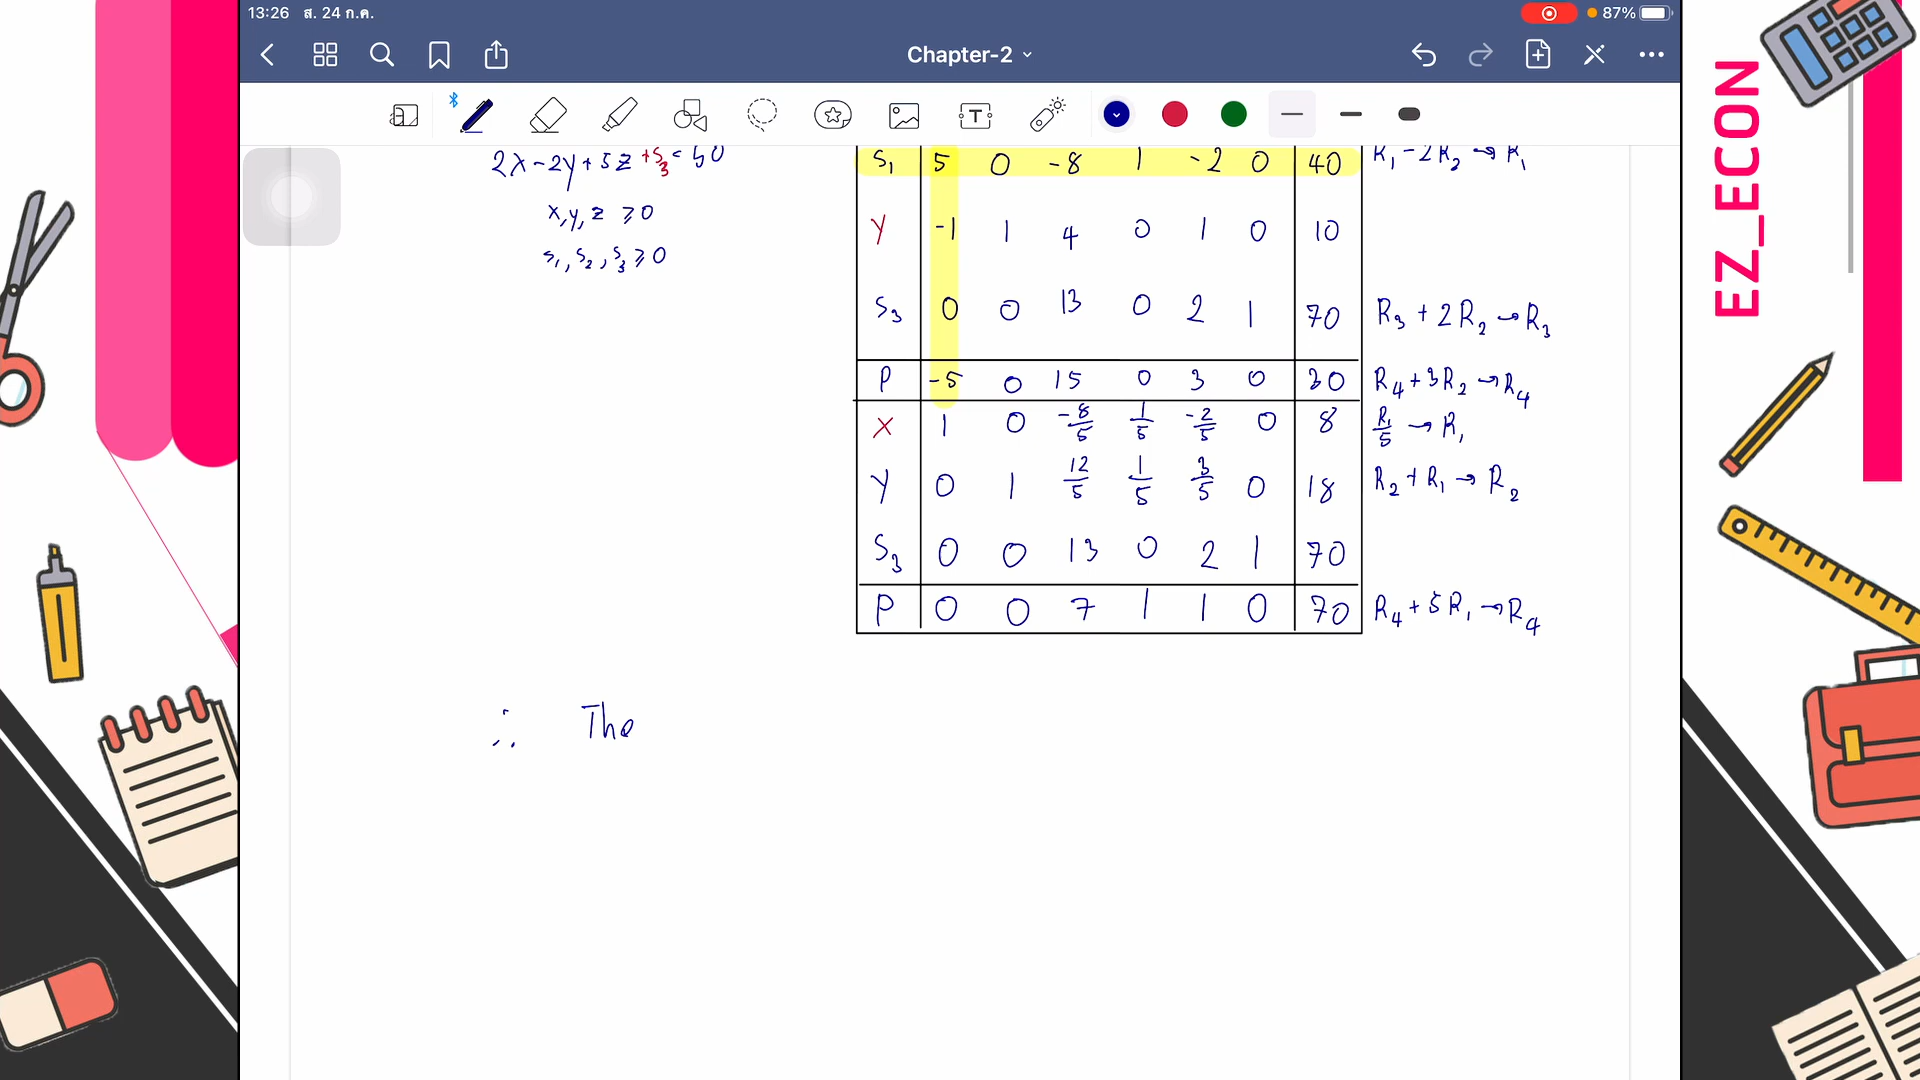 13:26 ส. 24 ก.ค.
87%
Chapter-2
EZ_ECON
2x - 2y + 5z + S₃ = 50
x, y, z ≥ 0
S₁, S₂, S₃ ≥ 0
S₁ 5 0 -8 1 -2 0 40 R₁ - 2R₂ → R₁
Y -1 1 4 0 1 0 10
S₃ 0 0 13 0 2 1 70 R₃ + 2R₂ → R₃
P -5 0 15 0 3 0 30 R₄ + 3R₂ → R₄
X 1 0 -8/5 1/5 -2/5 0 8 R₁/5 → R₁
Y 0 1 12/5 1/5 3/5 0 18 R₂ + R₁ → R₂
S₃ 0 0 13 0 2 1 70
P 0 0 7 1 1 0 70 R₄ + 5R₁ → R₄
∴ The